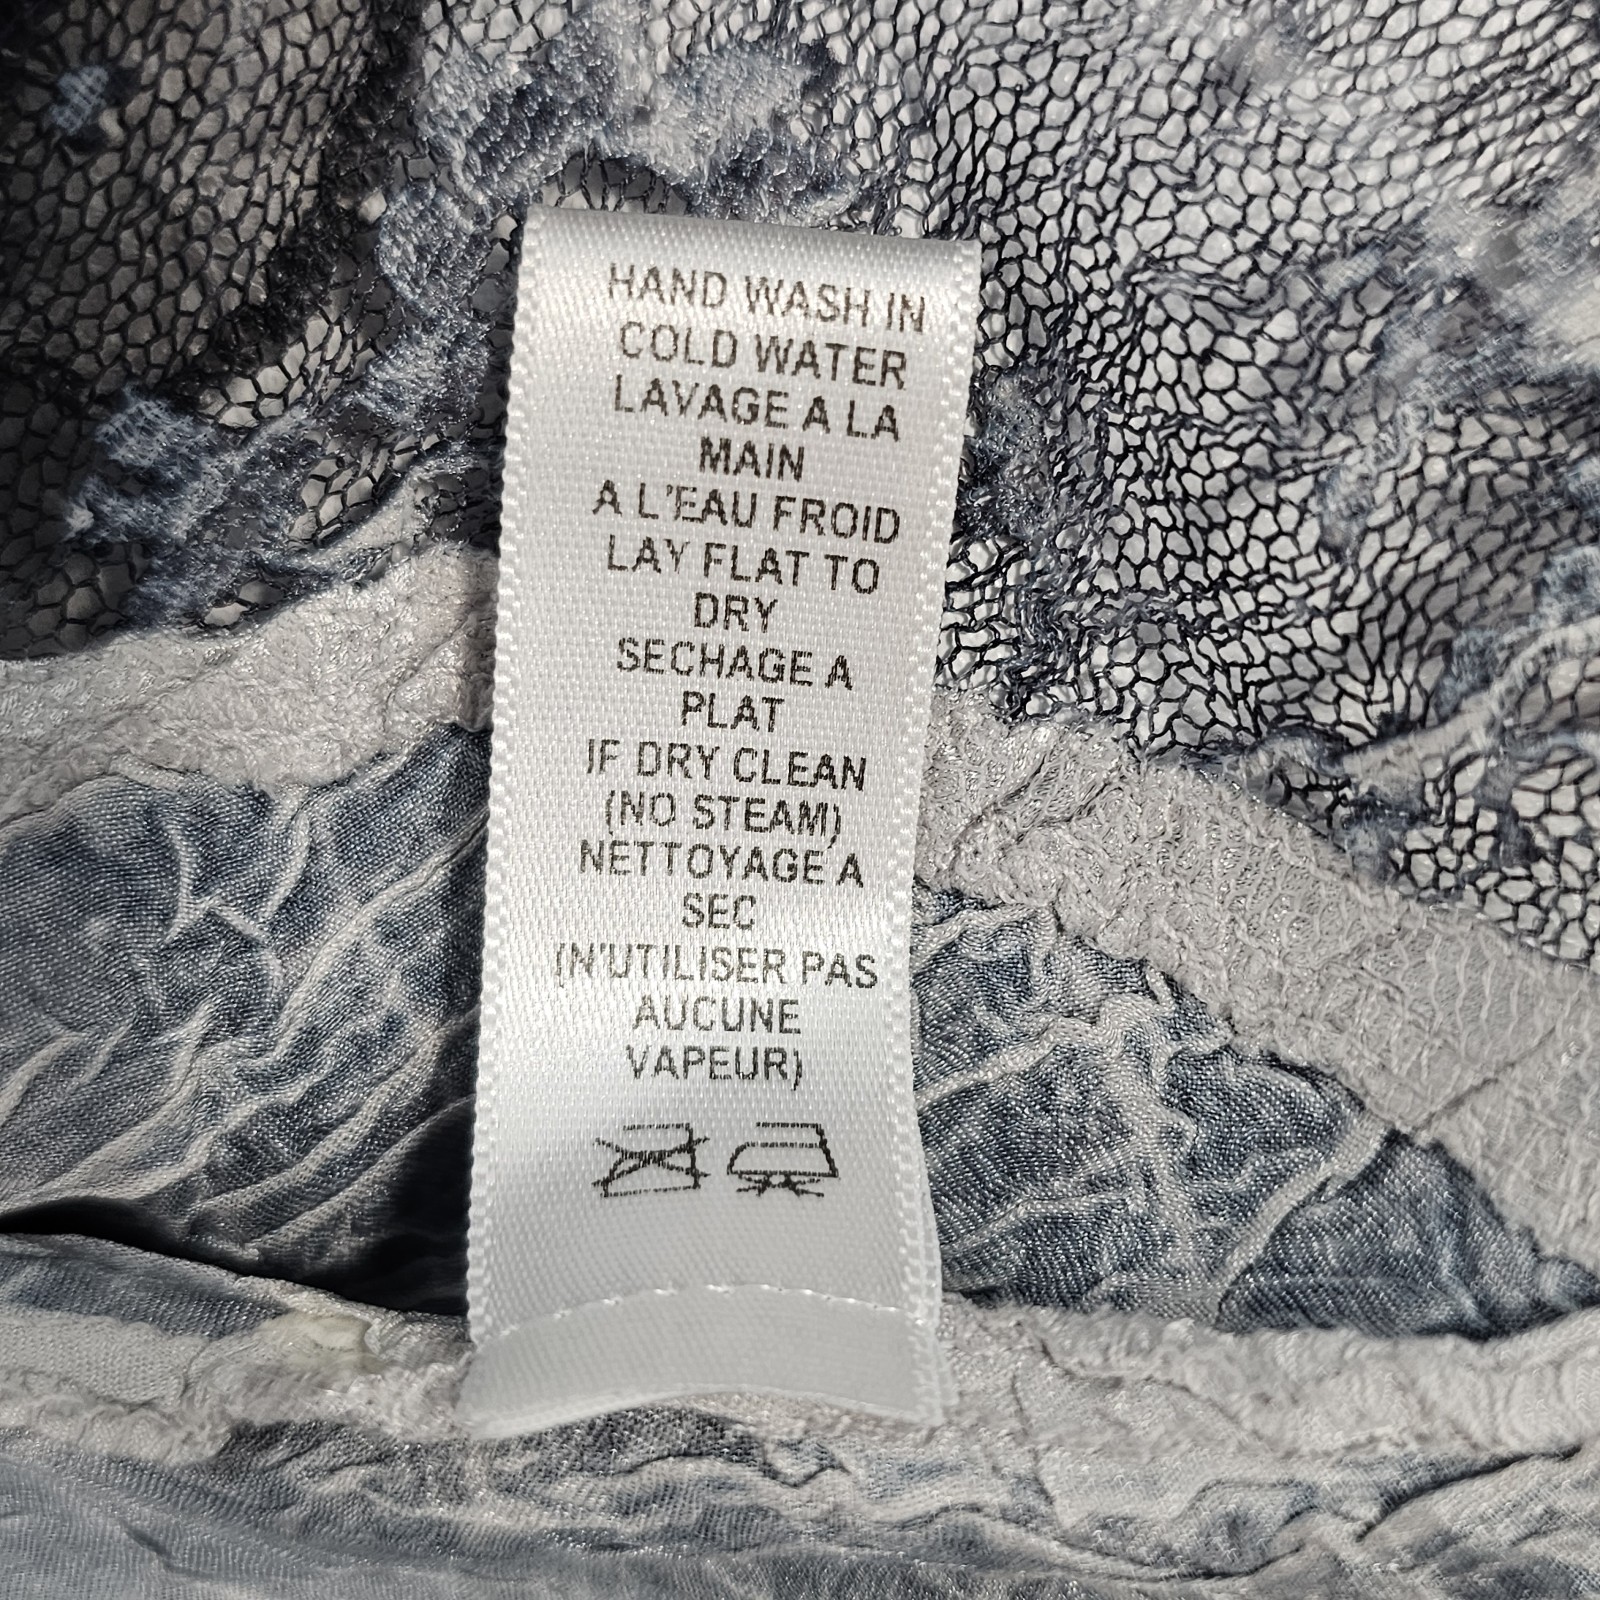 HAND WASH IN
COLD WATER
LAVAGE A LA
MAIN
A L'EAU FROID
LAY FLAT TO
DRY
SECHAGE A
PLAT
IF DRY CLEAN
(NO STEAM)
NETTOYAGE A
SEC
(N'UTILISER PAS
AUCUNE
VAPEUR)